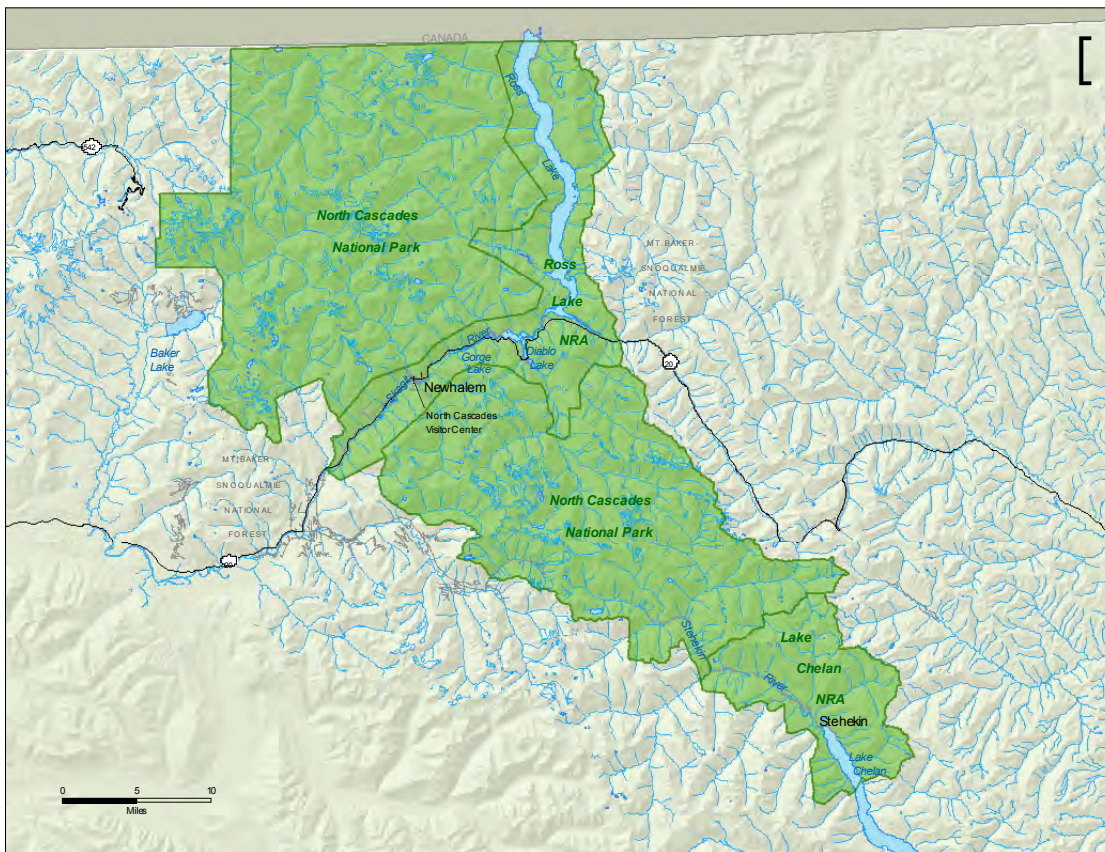 CANADA
[
542
Ross
Lake
North Cascades
National Park
MT. BAKER-
SNOQUALMIE
NATIONAL
FOREST
Ross
Lake
NRA
Baker
Lake
River
Skagit
Gorge
Lake
Diablo
Lake
20
Newhalem
North Cascades
Visitor Center
MT. BAKER-
SNOQUALMIE
NATIONAL
FOREST
20
North Cascades
National Park
Stehekin
River
Lake
Chelan
NRA
Stehekin
Lake
Chelan
0 5 10
Miles